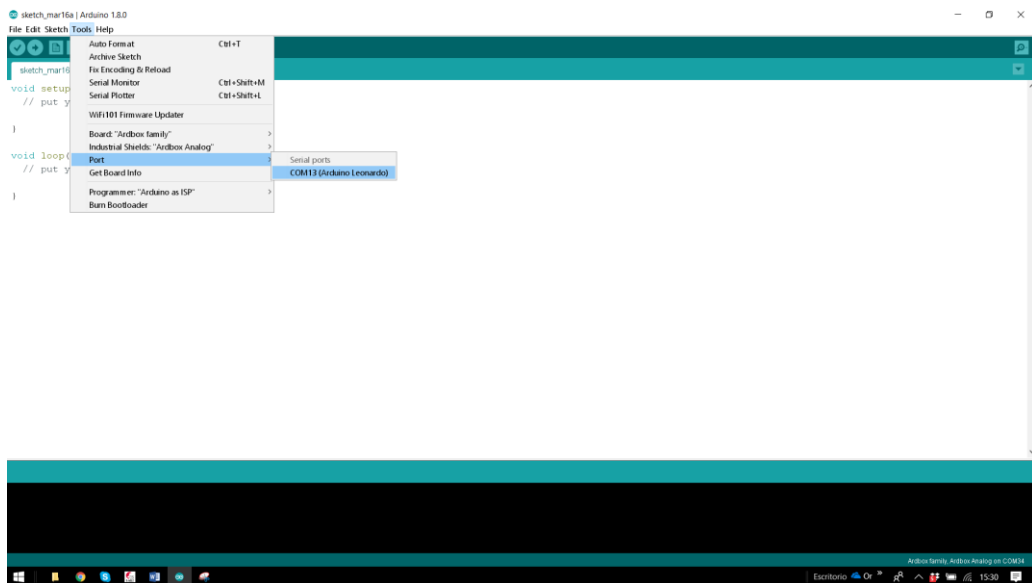 sketch_mar16a | Arduino 1.8.0
File Edit Sketch Tools Help
sketch_mar16
void setup
// put y
}
void loop(
// put y
}
Auto Format Ctrl+T
Archive Sketch
Fix Encoding & Reload
Serial Monitor Ctrl+Shift+M
Serial Plotter Ctrl+Shift+L
WiFi101 Firmware Updater
Board: "Ardbox family"
Industrial Shields: "Ardbox Analog"
Port
Get Board Info
Programmer: "Arduino as ISP"
Burn Bootloader
Serial ports
COM13 (Arduino Leonardo)
Ardbox family, Ardbox Analog on COM34
Escritorio Or 15:30